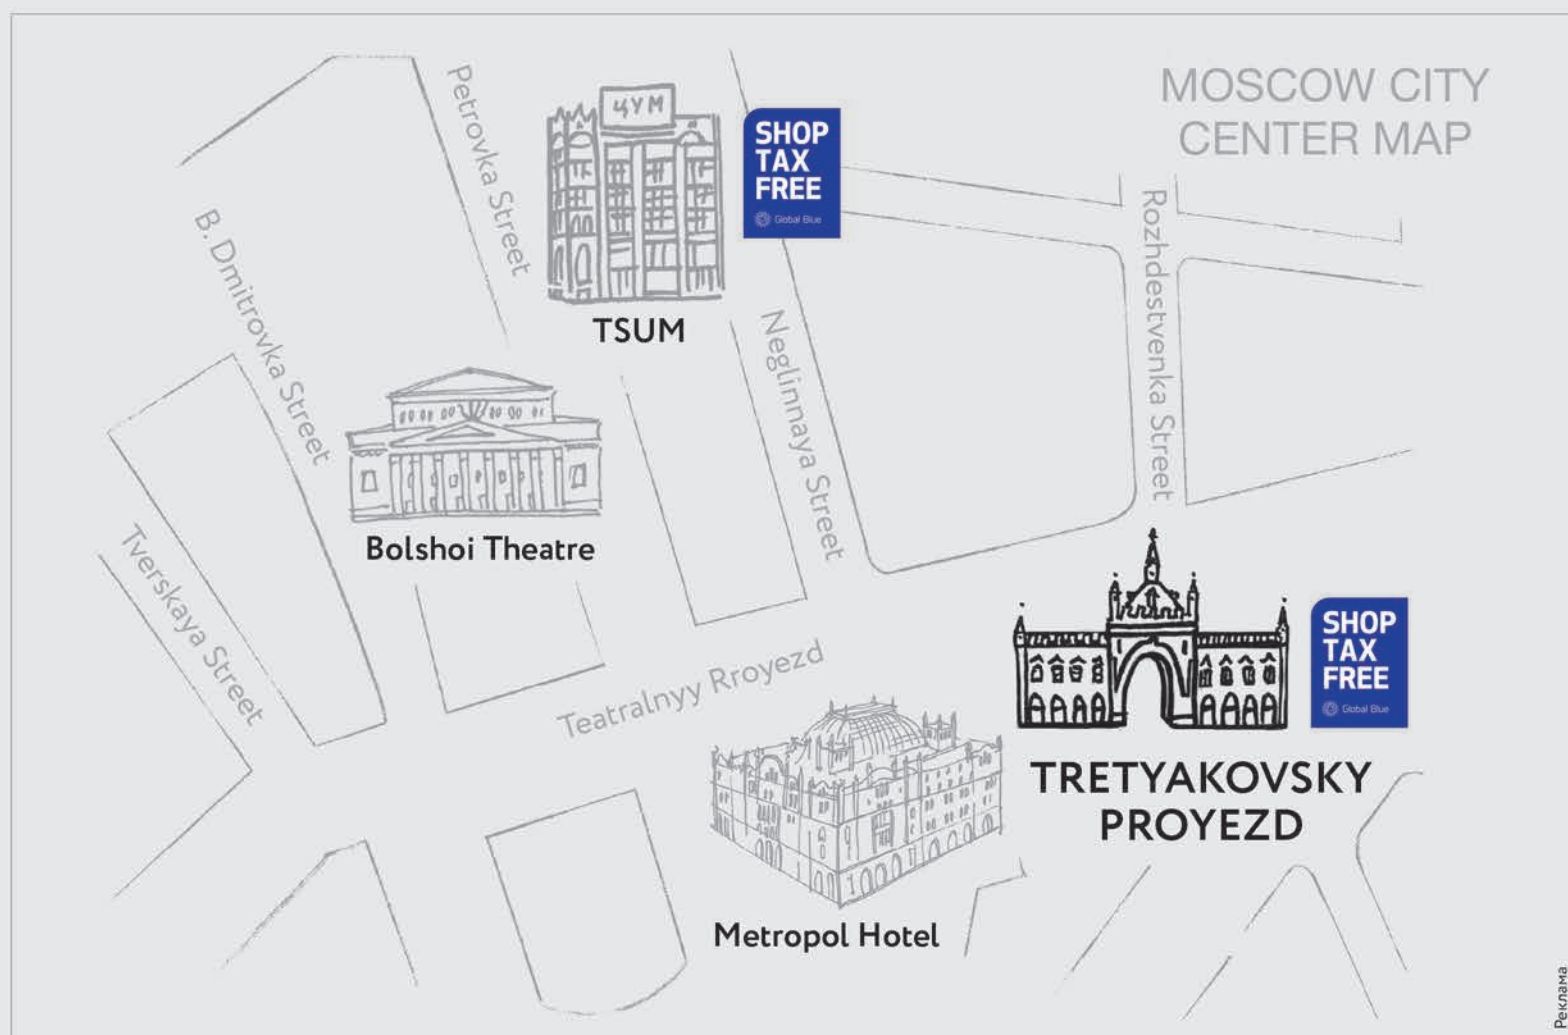 MOSCOW CITY
CENTER MAP
Petrovka Street
ЦУМ
SHOP
TAX
FREE
Global Blue
TSUM
B. Dmitrovka Street
Neglinnaya Street
Rozhdestvenka Street
Bolshoi Theatre
Tverskaya Street
Teatralnyy Rroyezd
SHOP
TAX
FREE
Global Blue
TRETYAKOVSKY
PROYEZD
Metropol Hotel
Реклама